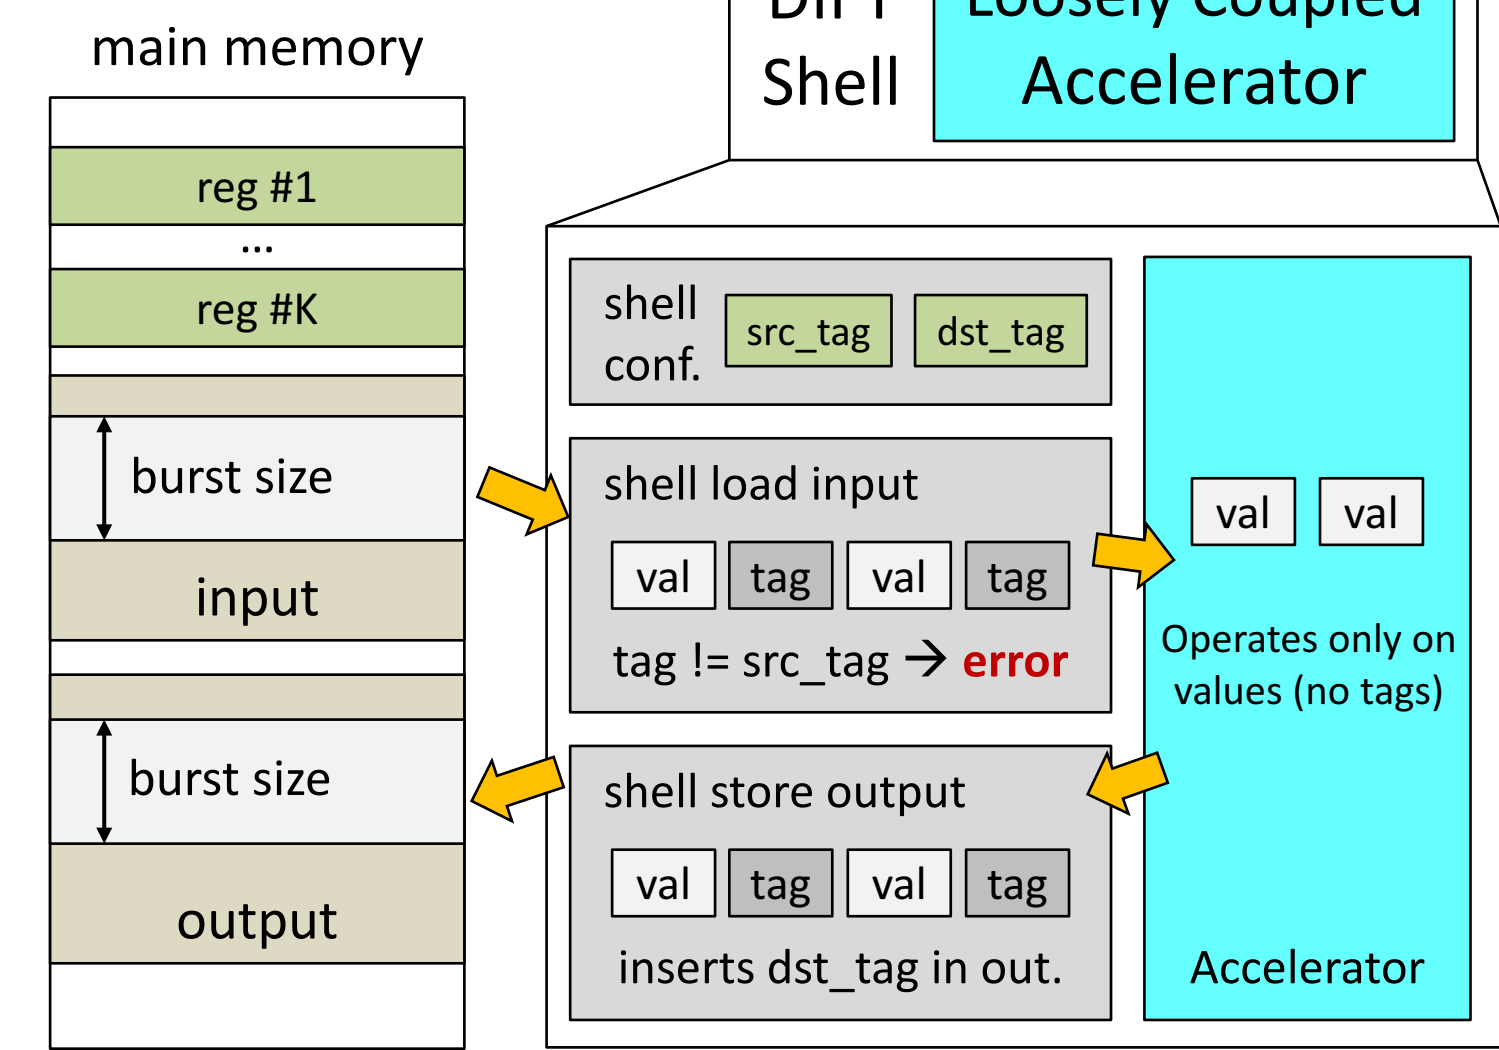 main memory
reg #1
...
reg #K
burst size
input
burst size
output
Shell
Loosely Coupled
Accelerator
shell
conf.
src_tag
dst_tag
shell load input
val
tag
val
tag
tag != src_tag → error
shell store output
val
tag
val
tag
inserts dst_tag in out.
val
val
Operates only on
values (no tags)
Accelerator